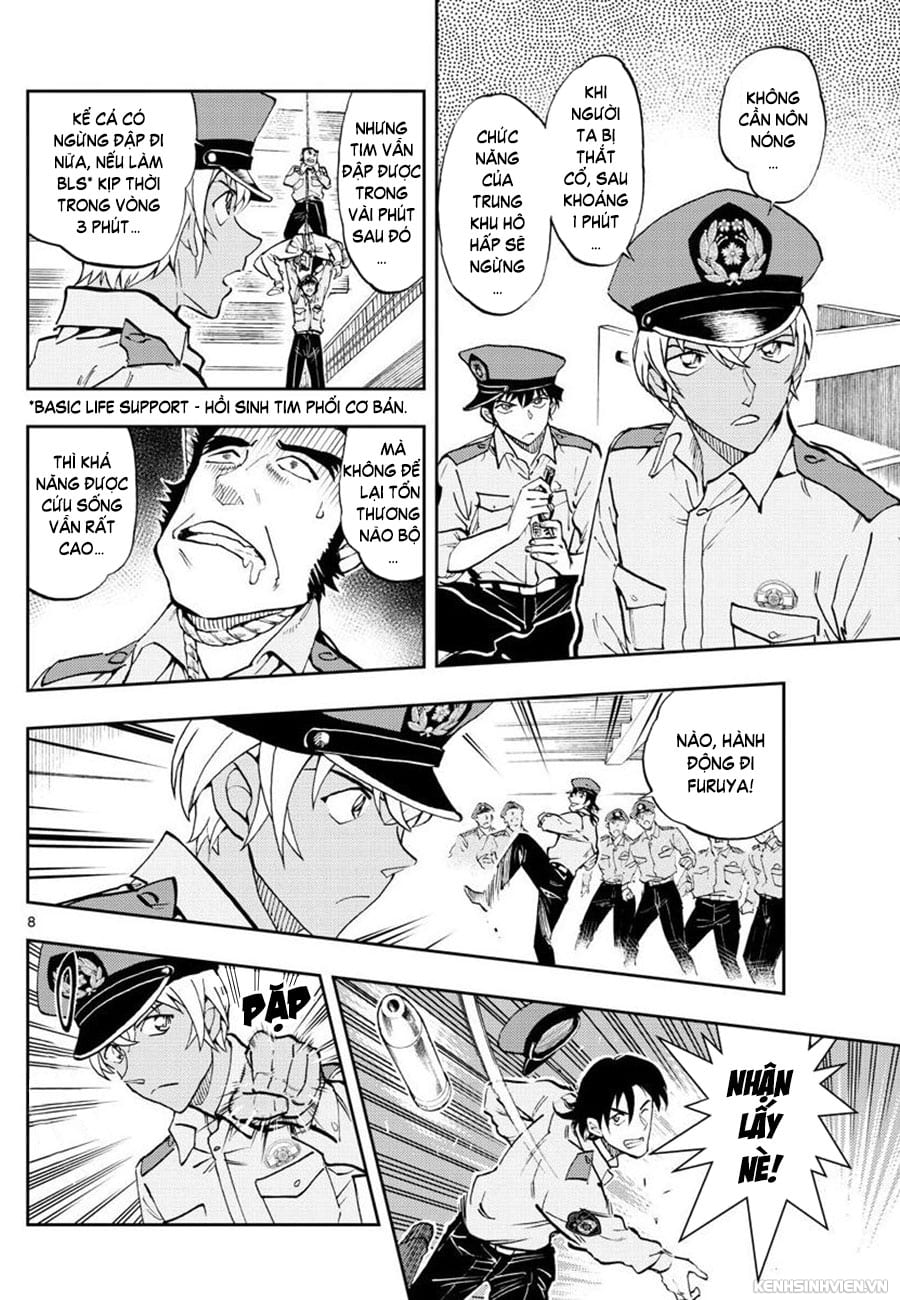 KHÔNG
CẦN NÔN
NÓNG
...
KHI
NGƯỜI
TA BỊ
THẮT
CỔ, SAU
KHOẢNG
1 PHÚT
...
CHỨC
NĂNG CỦA
TRUNG
KHU HÔ
HẤP SẼ
NGỪNG
...
NHƯNG
TIM VẪN
ĐẬP ĐƯỢC
TRONG
VÀI PHÚT
SAU ĐÓ
...
KỂ CẢ CÓ
NGỪNG ĐẬP ĐI
NỮA, NẾU LÀM
BLS* KỊP THỜI
TRONG VÒNG
3 PHÚT...
*BASIC LIFE SUPPORT - HỒI SINH TIM PHỔI CƠ BẢN.
MÀ
KHÔNG ĐỂ
LẠI TỔN
THƯƠNG
NÃO BỘ
...
THÌ KHẢ
NĂNG ĐƯỢC
CỨU SỐNG
VẪN RẤT
CAO...
NÀO, HÀNH
ĐỘNG ĐI
FURUYA!
8
NHẬN
LẤY
NÈ!
PẶP
KENHSINHVIEN.VN